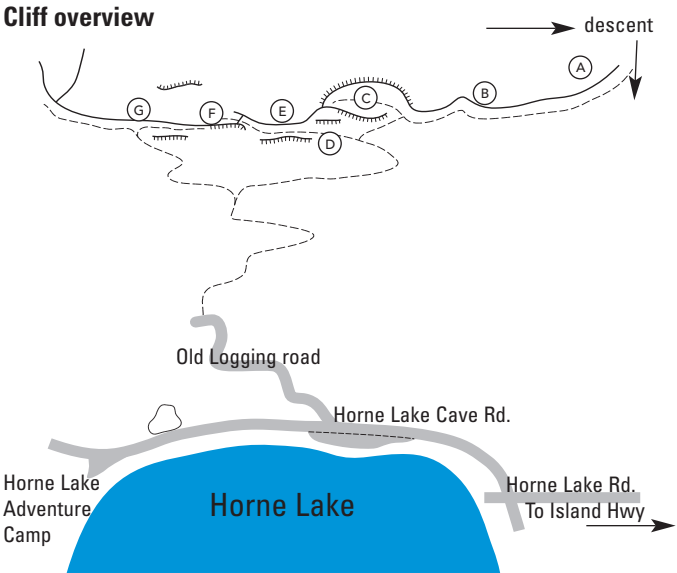 Cliff overview
descent
A
B
C
D
E
F
G
Old Logging road
Horne Lake Cave Rd.
Horne Lake
Adventure
Camp
Horne Lake
Horne Lake Rd.
To Island Hwy